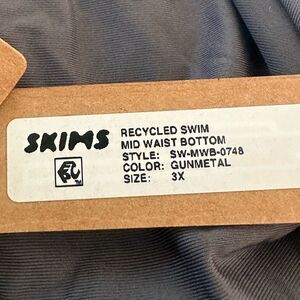 SKIMS
RECYCLED SWIM
MID WAIST BOTTOM
STYLE: SW-MWB-0748
COLOR: GUNMETAL
SIZE: 3X